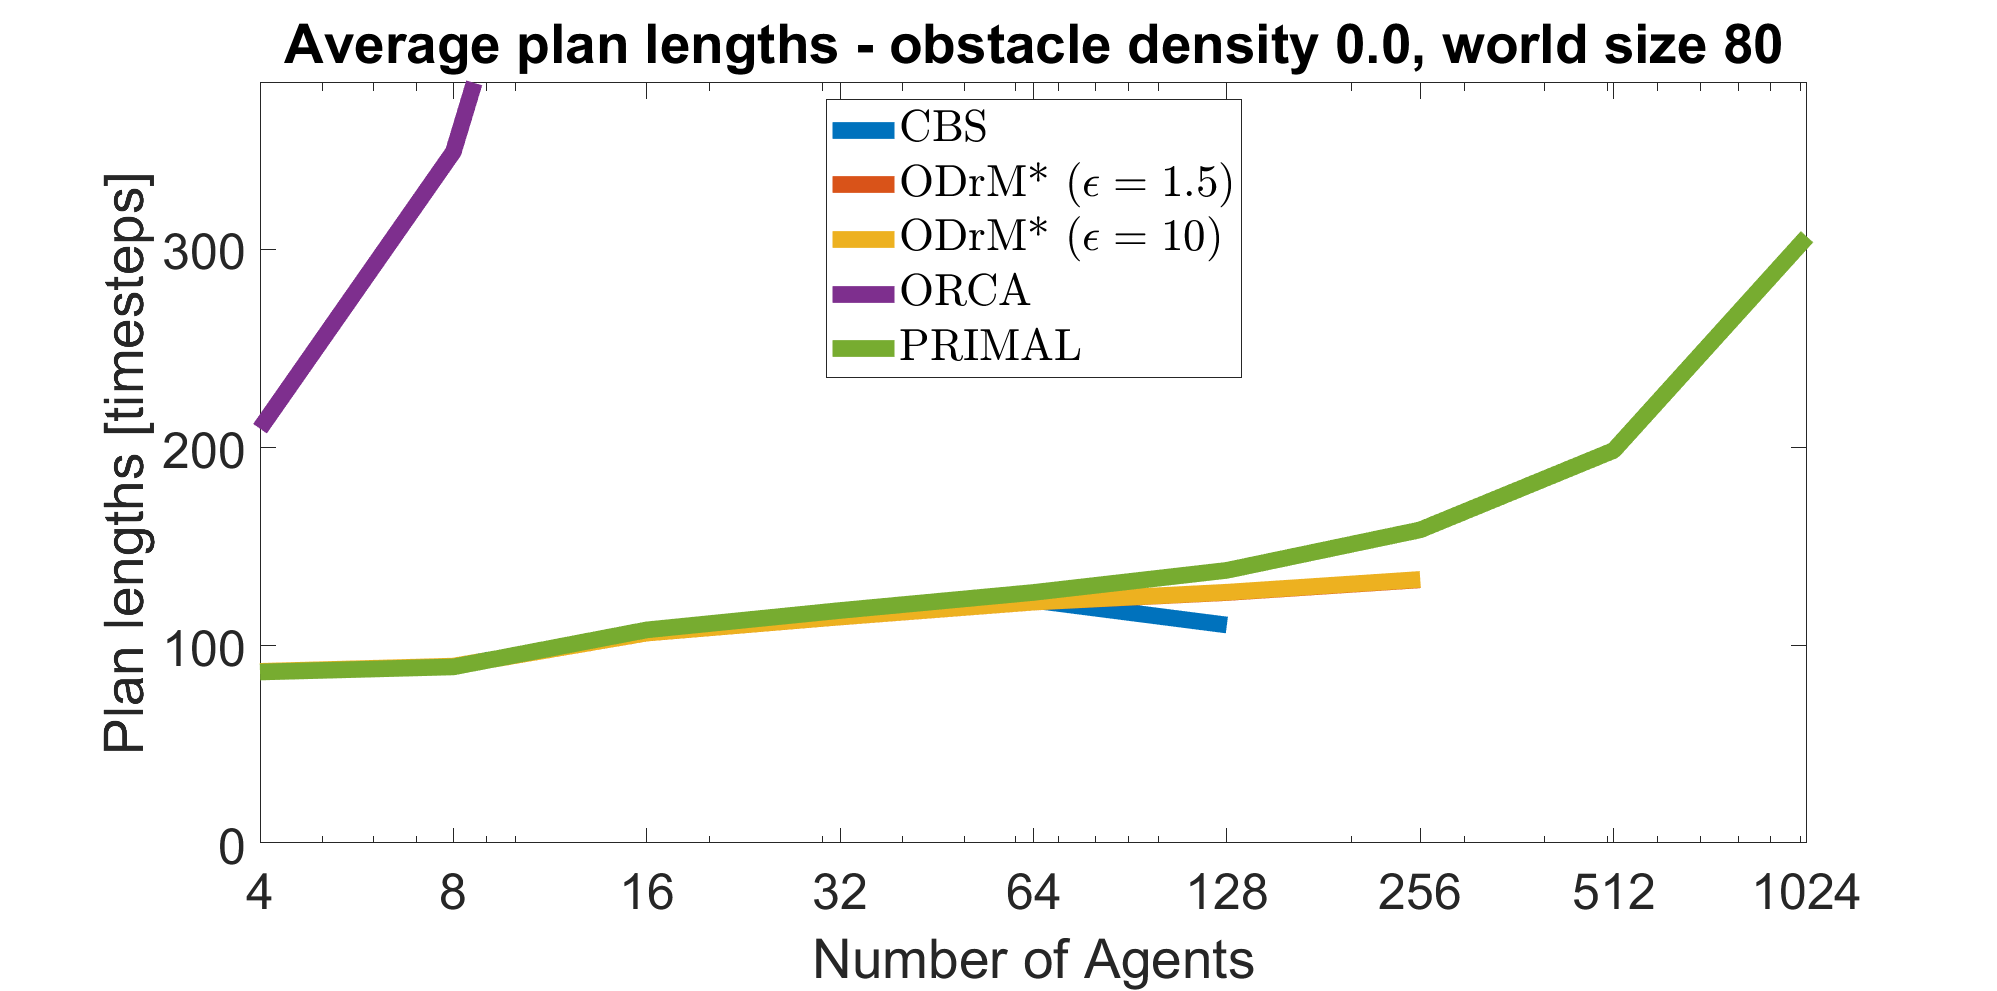 Average plan lengths - obstacle density 0.0, world size 80
CBS
ODrM* (ϵ = 1.5)
ODrM* (ϵ = 10)
ORCA
PRIMAL
Plan lengths [timesteps]
300
200
100
0
4 8 16 32 64 128 256 512 1024
Number of Agents